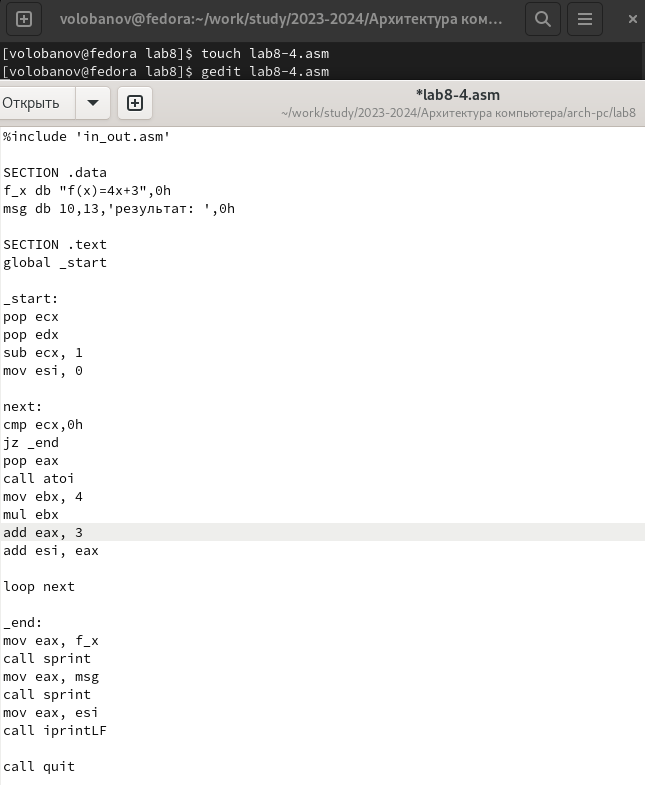 volobanov@fedora:~/work/study/2023-2024/Архитектура ком...
[volobanov@fedora lab8]$ touch lab8-4.asm
[volobanov@fedora lab8]$ gedit lab8-4.asm
Открыть
*lab8-4.asm
~/work/study/2023-2024/Архитектура компьютера/arch-pc/lab8
%include 'in_out.asm'
SECTION .data
f_x db "f(x)=4x+3",0h
msg db 10,13,'результат: ',0h
SECTION .text
global _start
_start:
pop ecx
pop edx
sub ecx, 1
mov esi, 0
next:
cmp ecx,0h
jz _end
pop eax
call atoi
mov ebx, 4
mul ebx
add eax, 3
add esi, eax
loop next
_end:
mov eax, f_x
call sprint
mov eax, msg
call sprint
mov eax, esi
call iprintLF
call quit